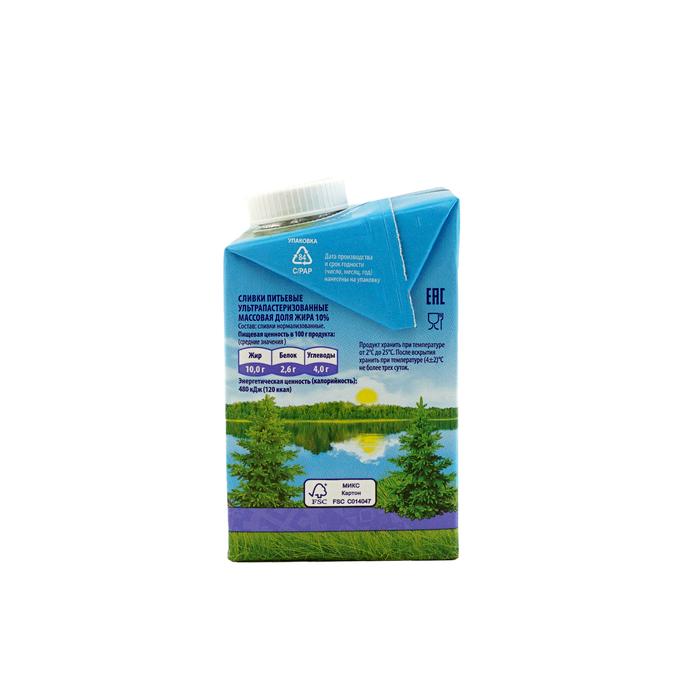 УПАКОВКА
84
C/PAP
Дата производства
и срок годности
(число, месяц, год)
нанесены на упаковку
EAC
СЛИВКИ ПИТЬЕВЫЕ
УЛЬТРАПАСТЕРИЗОВАННЫЕ
МАССОВАЯ ДОЛЯ ЖИРА 10%
Состав: сливки нормализованные.
Пищевая ценность в 100 г продукта:
(средние значения )
Жир Белок Углеводы
10,0 г 2,6 г 4,0 г
Энергетическая ценность (калорийность):
480 кДж (120 ккал)
Продукт хранить при температуре
от 2°С до 25°С. После вскрытия
хранить при температуре (4±2)°С
не более трех суток.
FSC
МИКС
Картон
FSC C014047